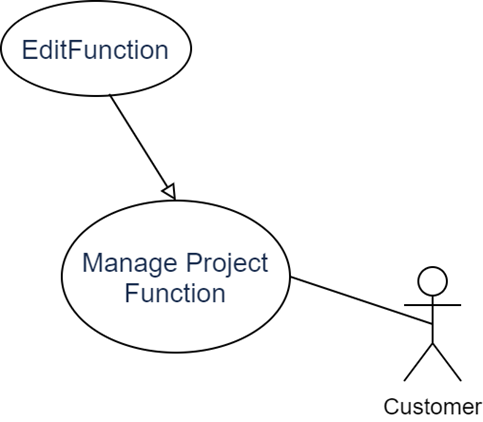 EditFunction
Manage Project
Function
Customer